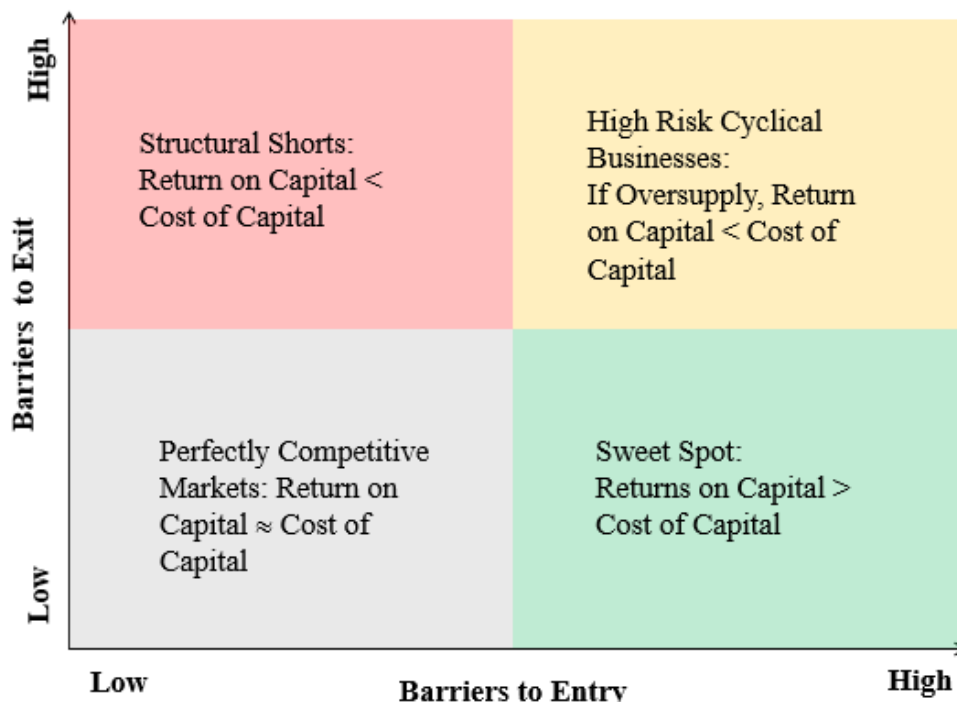 High
Barriers to Exit
Low
Structural Shorts:
Return on Capital <
Cost of Capital
High Risk Cyclical
Businesses:
If Oversupply, Return
on Capital < Cost of
Capital
Perfectly Competitive
Markets: Return on
Capital ≈ Cost of
Capital
Sweet Spot:
Returns on Capital >
Cost of Capital
Low
Barriers to Entry
High